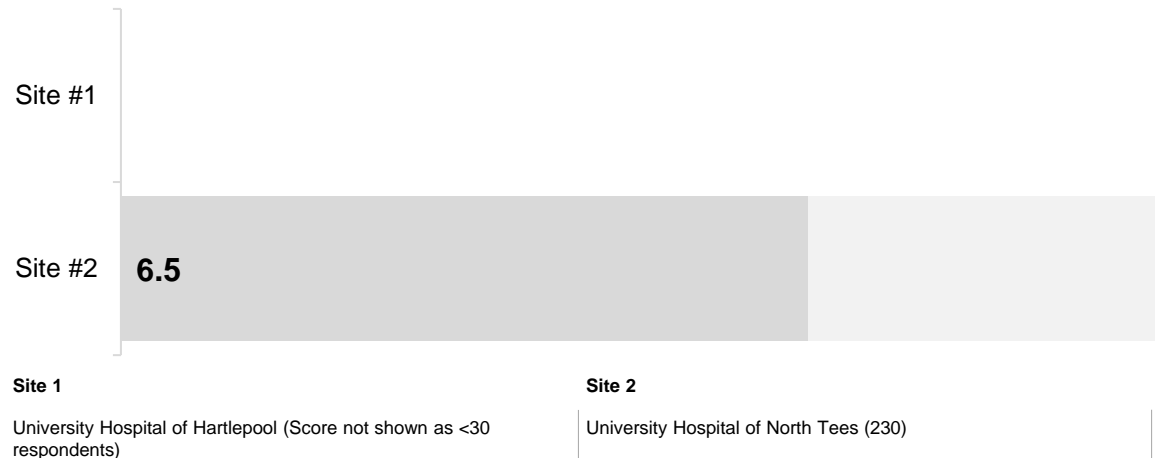 Site #1
Site #2
6.5
Site 1
Site 2
University Hospital of Hartlepool (Score not shown as <30
respondents)
University Hospital of North Tees (230)